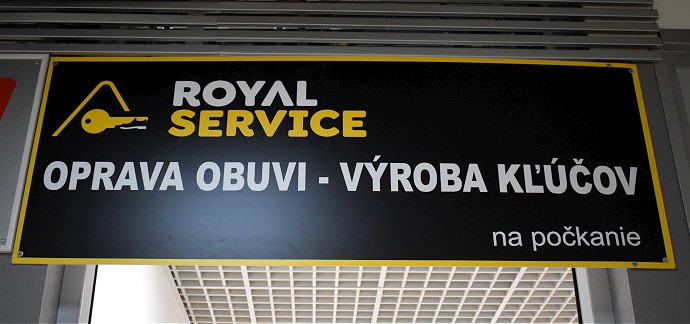 ROYAL
SERVICE
OPRAVA OBUVI - VÝROBA KĽÚČOV
na počkanie